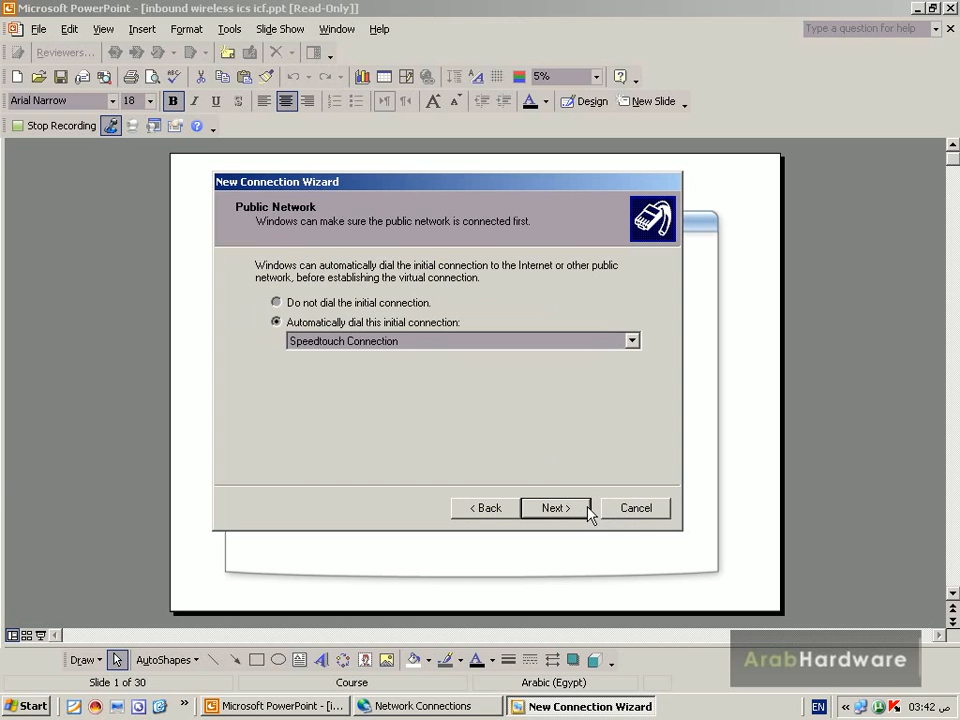 Microsoft PowerPoint - [inbound wireless ics icf.ppt [Read-Only]]
File Edit View Insert Format Tools Slide Show Window Help
Type a question for help
Reviewers...
5%
Arial Narrow 18 B I U S A A A Design New Slide
Stop Recording
New Connection Wizard
Public Network
Windows can make sure the public network is connected first.
Windows can automatically dial the initial connection to the Internet or other public
network, before establishing the virtual connection.
Do not dial the initial connection.
Automatically dial this initial connection:
Speedtouch Connection
< Back Next > Cancel
ArabHardware
Draw AutoShapes A A
Slide 1 of 30 Course Arabic (Egypt)
Start Microsoft PowerPoint - [i... Network Connections New Connection Wizard EN 03:42 ص